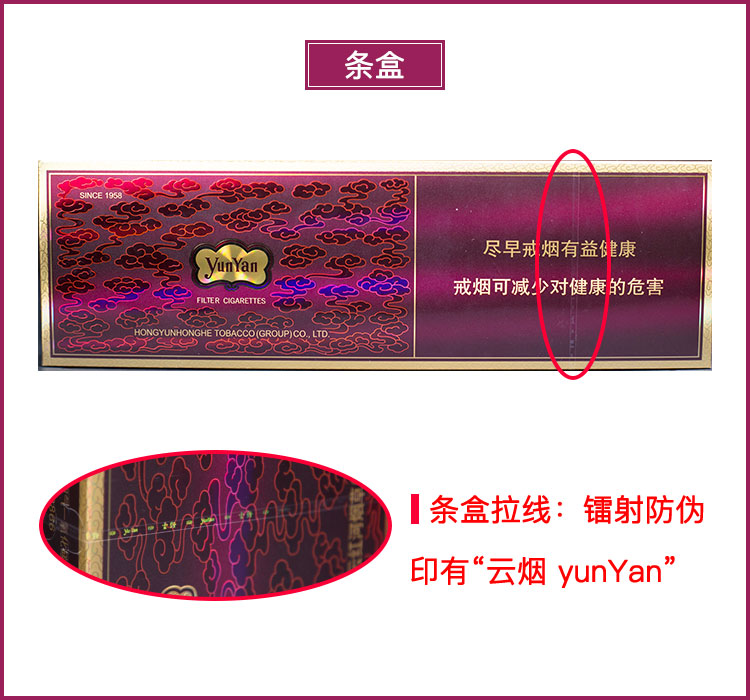 条盒
SINCE 1958
YunYan
FILTER CIGARETTES
HONGYUNHONGHE TOBACCO(GROUP)CO., LTD.
尽早戒烟有益健康
戒烟可减少对健康的危害
条盒拉线：镭射防伪
印有“云烟 yunYan”